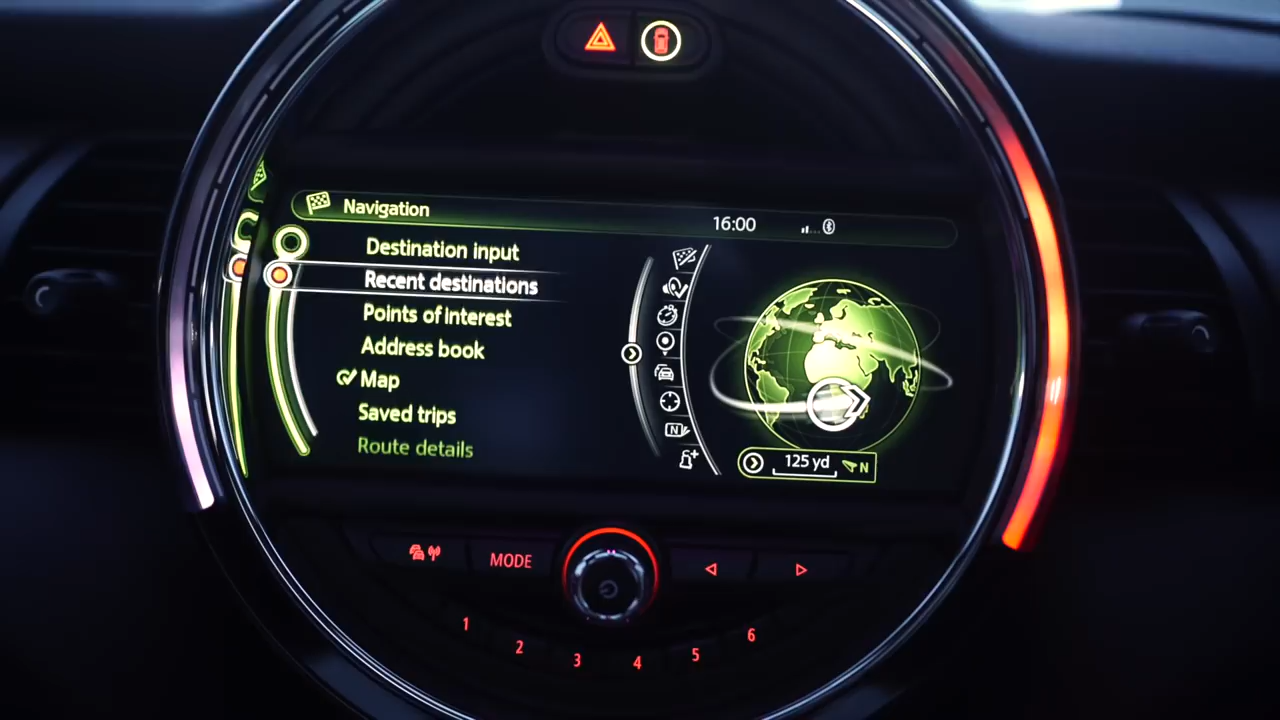 Navigation
16:00
Destination input
Recent destinations
Points of interest
Address book
Map
Saved trips
Route details
N
125 yd
N
MODE
1
2
3
4
5
6